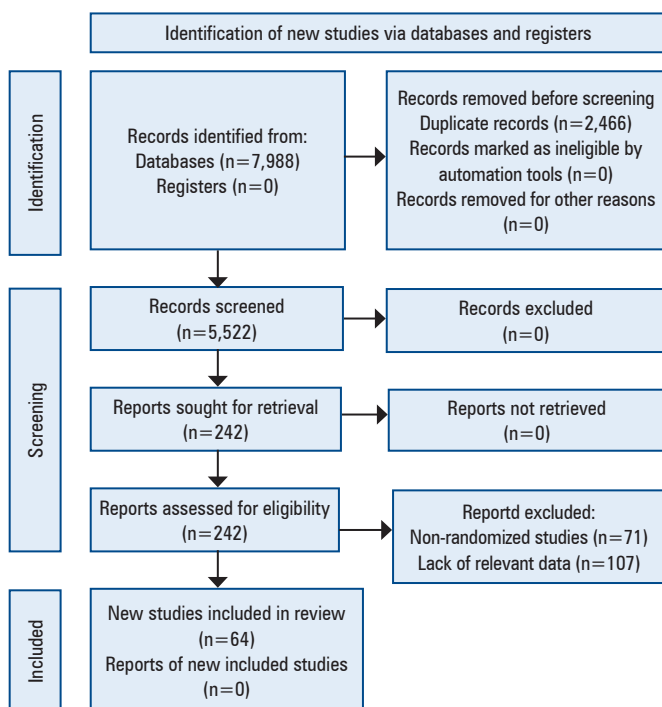 Identification of new studies via databases and registers
Identification
Records identified from:
Databases (n=7,988)
Registers (n=0)
Records removed before screening
Duplicate records (n=2,466)
Records marked as ineligible by
automation tools (n=0)
Records removed for other reasons
(n=0)
Screening
Records screened
(n=5,522)
Records excluded
(n=0)
Reports sought for retrieval
(n=242)
Reports not retrieved
(n=0)
Reports assessed for eligibility
(n=242)
Reportd excluded:
Non-randomized studies (n=71)
Lack of relevant data (n=107)
Included
New studies included in review
(n=64)
Reports of new included studies
(n=0)